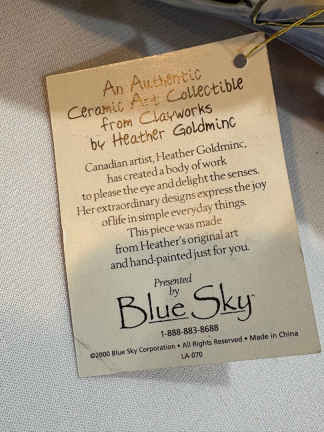 An Authentic
Ceramic Art Collectible
from Clayworks
by Heather Goldminc
Canadian artist, Heather Goldminc,
has created a body of work
to please the eye and delight the senses.
Her extraordinary designs express the joy
of life in simple everyday things.
This piece was made
from Heather's original art
and hand-painted just for you.
Presented
by
Blue Sky™
1-888-883-8688
©2000 Blue Sky Corporation • All Rights Reserved • Made in China
LA-070